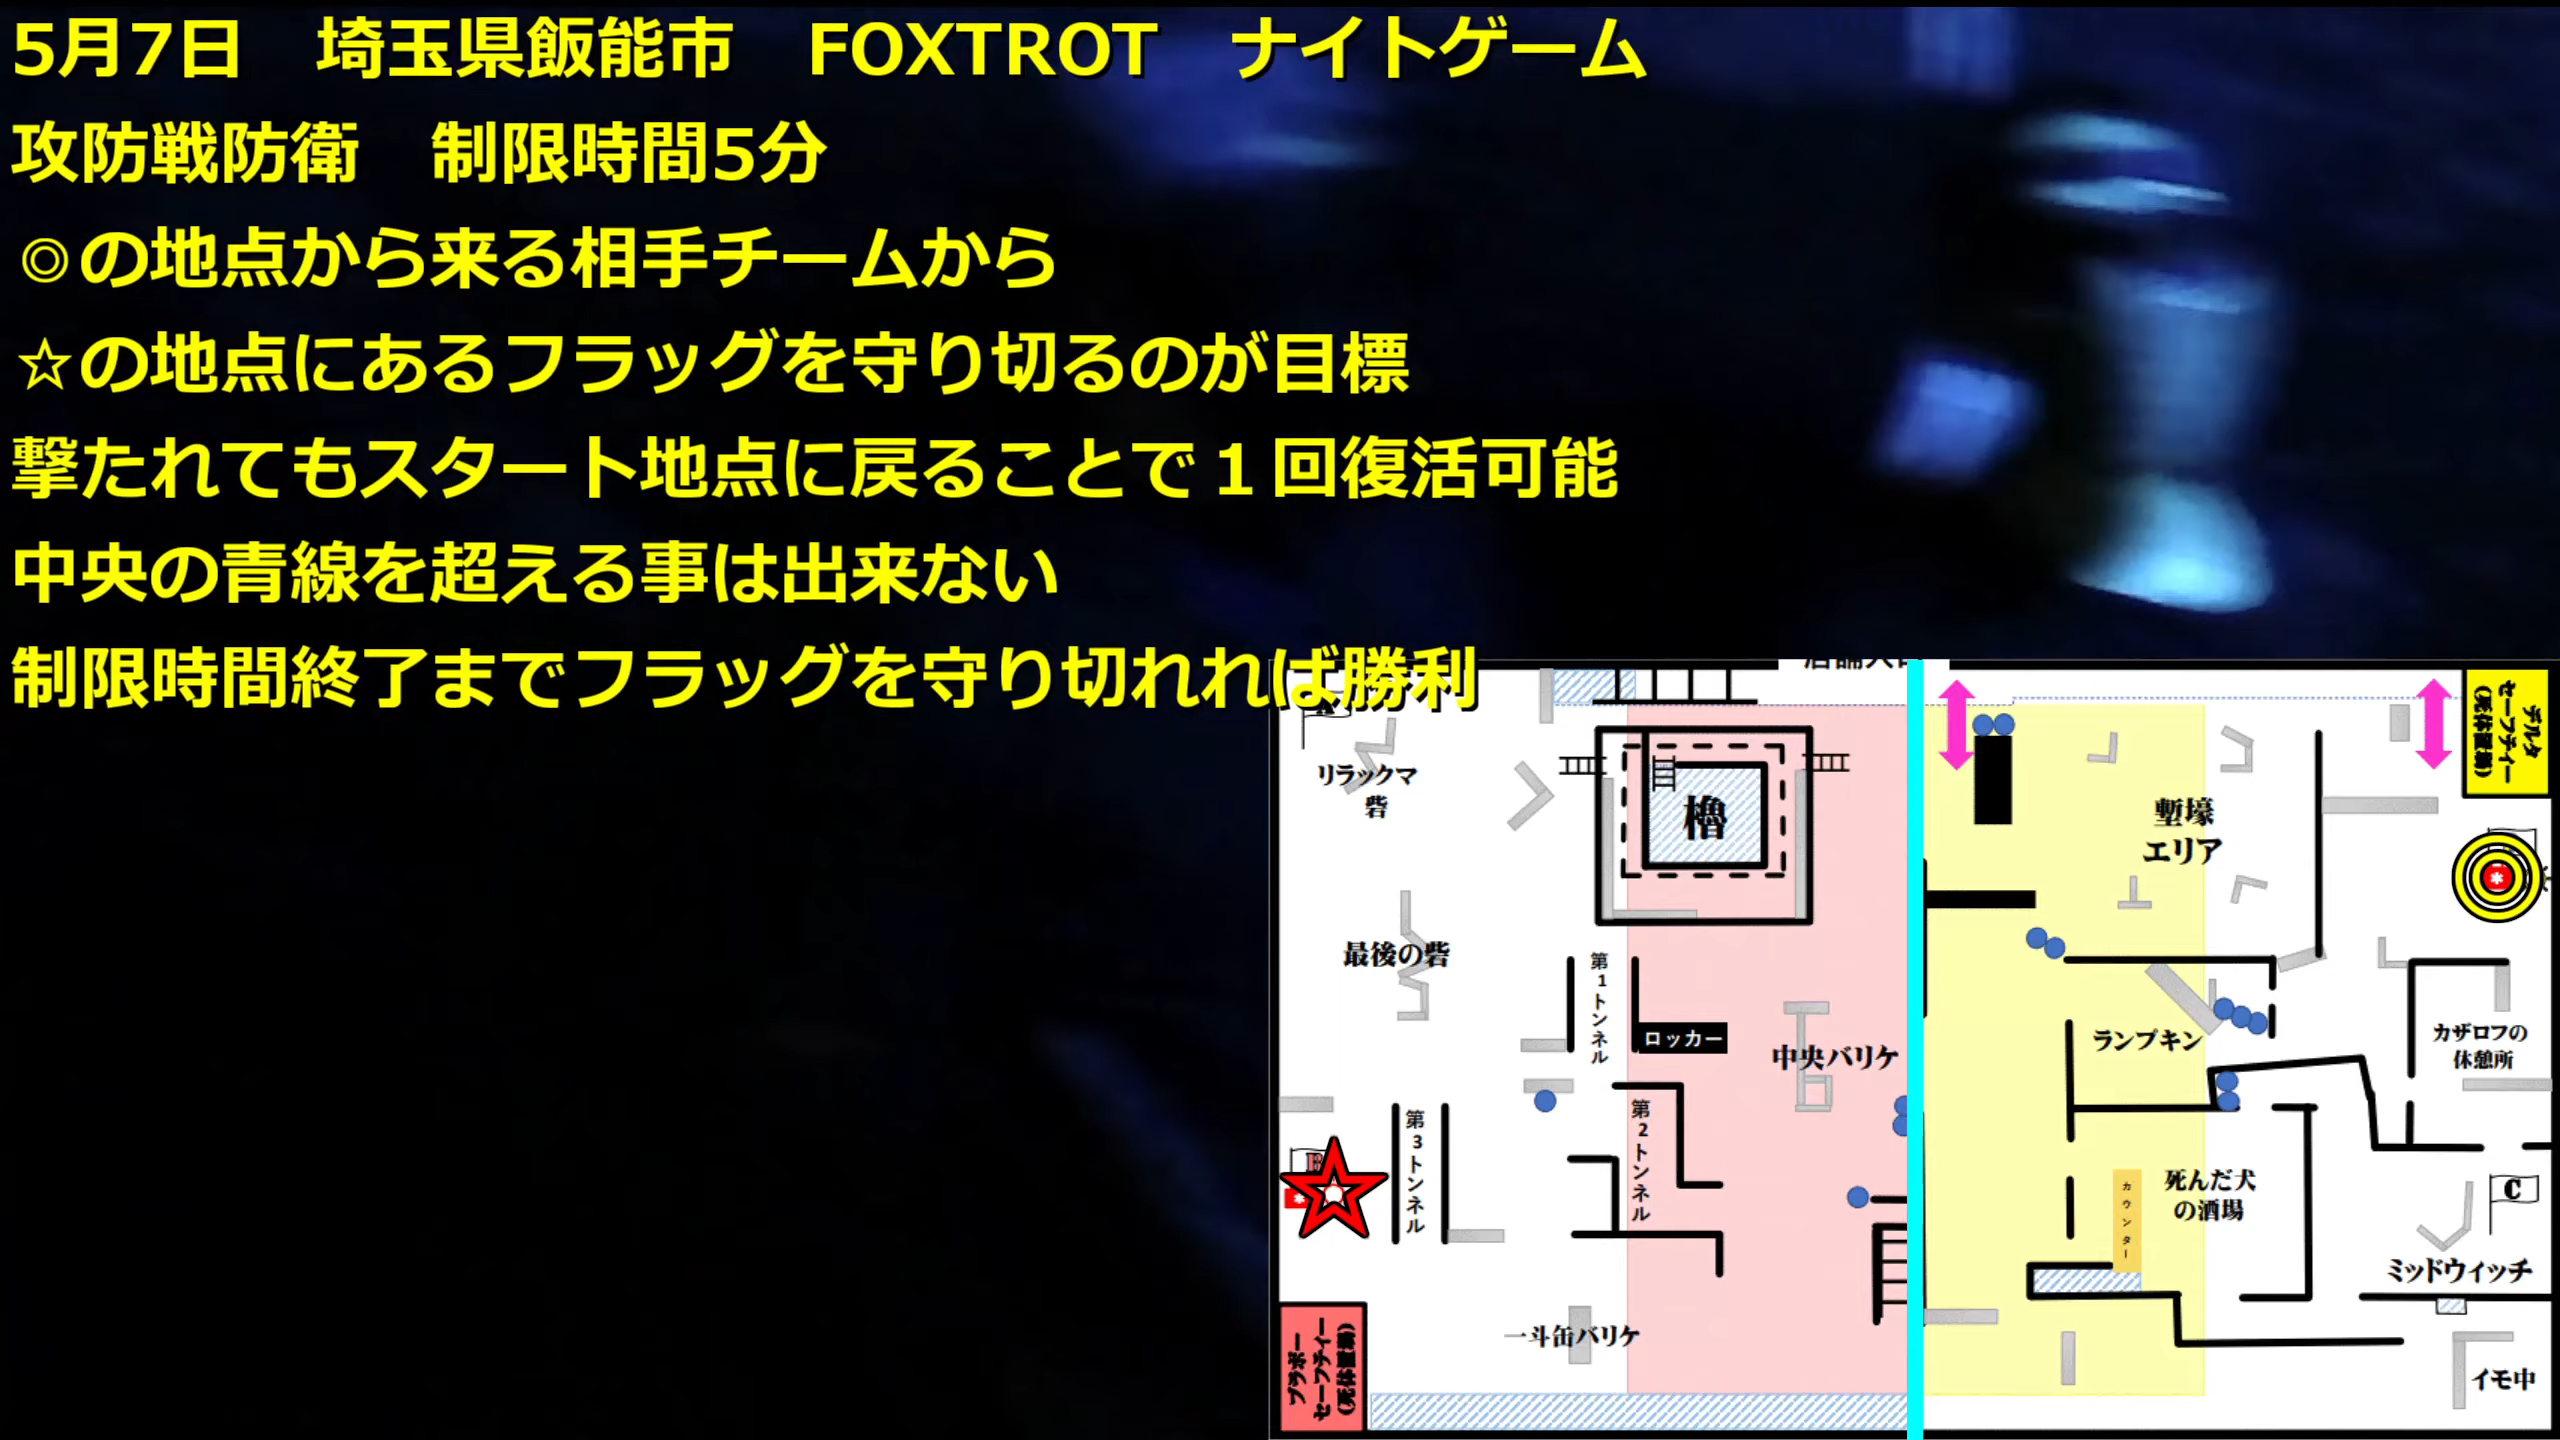 5月7日　埼玉県飯能市　FOXTROT　ナイトゲーム
攻防戦防衛　制限時間5分
◎の地点から来る相手チームから
☆の地点にあるフラッグを守り切るのが目標
撃たれてもスタート地点に戻ることで１回復活可能
中央の青線を超える事は出来ない
制限時間終了までフラッグを守り切れれば勝利
A
リラックマ
砦
櫓
塹壕
エリア
デルタ
セーフティー
最後の砦
第1トンネル
ロッカー
中央バリケ
ランプキン
カザロフの
休憩所
第3トンネル
第2トンネル
B
カウンター
死んだ犬
の酒場
C
ミッドウィッチ
ブラボー
セーフティー
一斗缶バリケ
イモ中